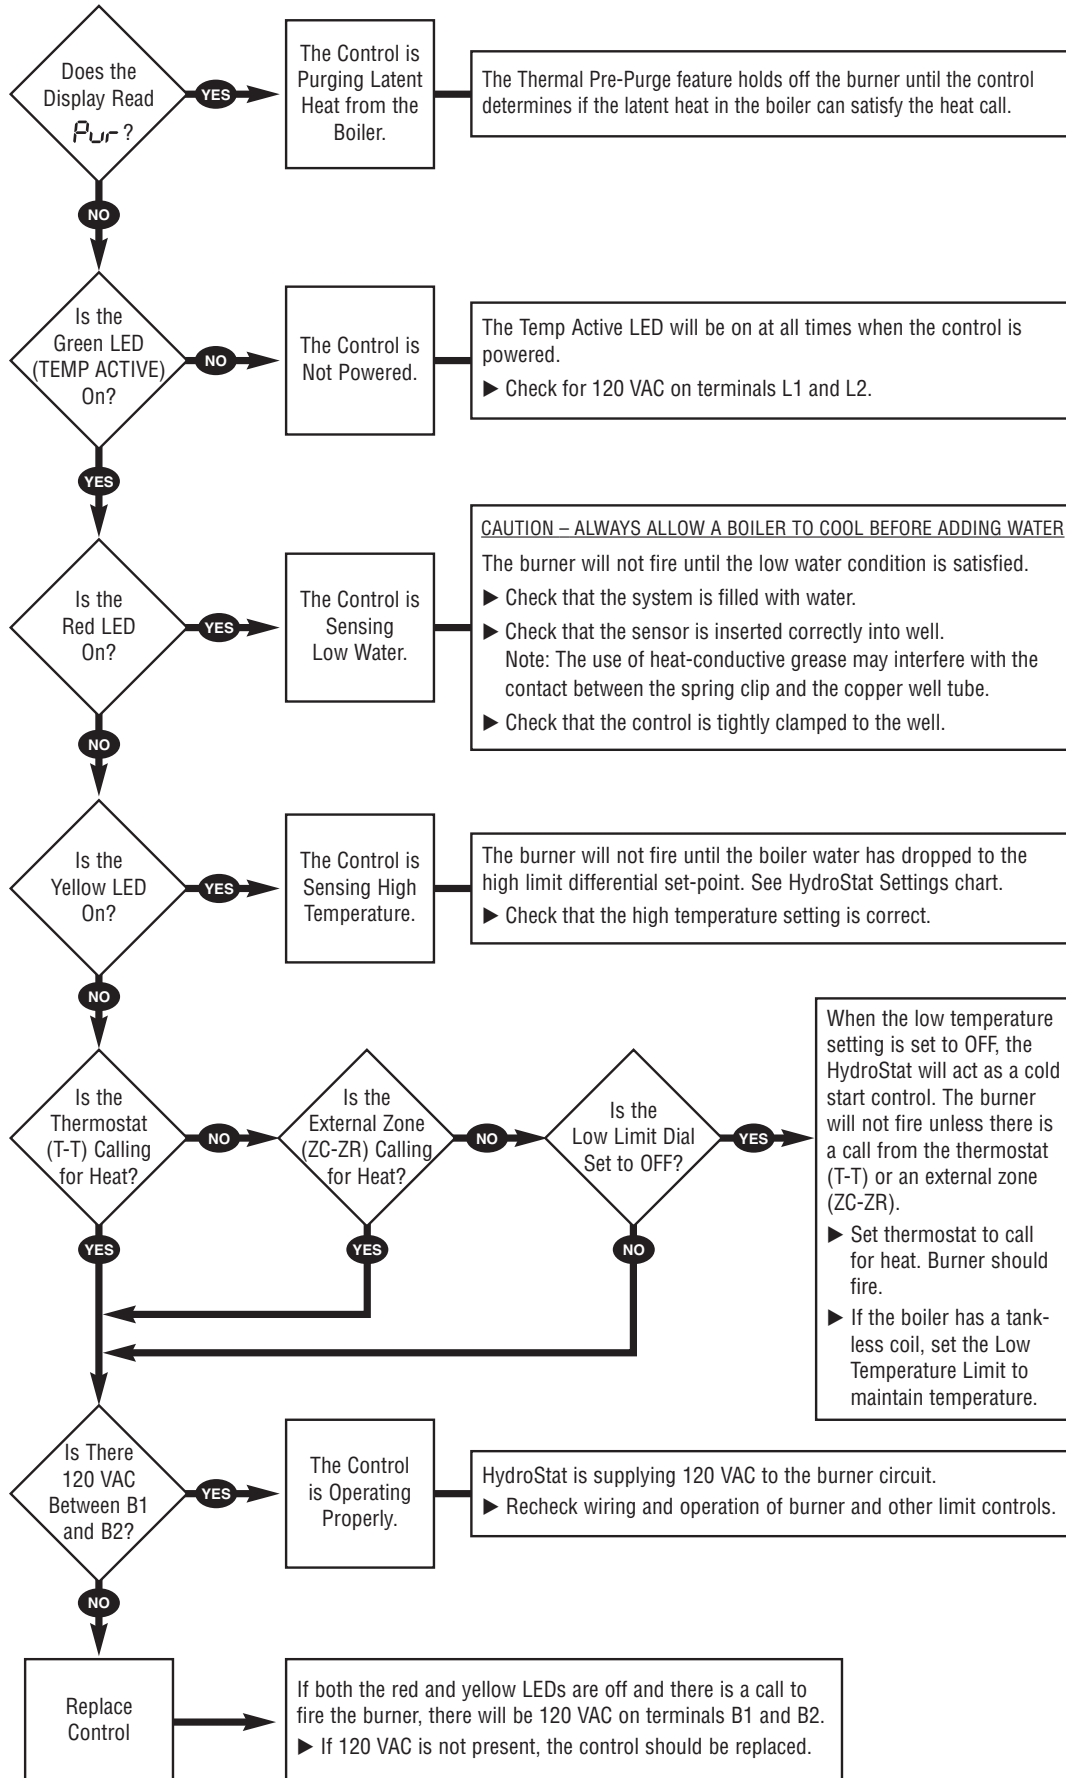 Does the
Display Read
Pur ?
YES
The Control is
Purging Latent
Heat from the
Boiler.
The Thermal Pre-Purge feature holds off the burner until the control
determines if the latent heat in the boiler can satisfy the heat call.
NO
Is the
Green LED
(TEMP ACTIVE)
On?
NO
The Control is
Not Powered.
The Temp Active LED will be on at all times when the control is
powered.
▶ Check for 120 VAC on terminals L1 and L2.
YES
Is the
Red LED
On?
YES
The Control is
Sensing
Low Water.
CAUTION – ALWAYS ALLOW A BOILER TO COOL BEFORE ADDING WATER
The burner will not fire until the low water condition is satisfied.
▶ Check that the system is filled with water.
▶ Check that the sensor is inserted correctly into well.
Note: The use of heat-conductive grease may interfere with the
contact between the spring clip and the copper well tube.
▶ Check that the control is tightly clamped to the well.
NO
Is the
Yellow LED
On?
YES
The Control is
Sensing High
Temperature.
The burner will not fire until the boiler water has dropped to the
high limit differential set-point. See HydroStat Settings chart.
▶ Check that the high temperature setting is correct.
NO
Is the
Thermostat
(T-T) Calling
for Heat?
NO
Is the
External Zone
(ZC-ZR) Calling
for Heat?
NO
Is the
Low Limit Dial
Set to OFF?
YES
When the low temperature
setting is set to OFF, the
HydroStat will act as a cold
start control. The burner
will not fire unless there is
a call from the thermostat
(T-T) or an external zone
(ZC-ZR).
▶ Set thermostat to call
for heat. Burner should
fire.
▶ If the boiler has a tank-
less coil, set the Low
Temperature Limit to
maintain temperature.
YES
YES
NO
Is There
120 VAC
Between B1
and B2?
YES
The Control
is Operating
Properly.
HydroStat is supplying 120 VAC to the burner circuit.
▶ Recheck wiring and operation of burner and other limit controls.
NO
Replace
Control
If both the red and yellow LEDs are off and there is a call to
fire the burner, there will be 120 VAC on terminals B1 and B2.
▶ If 120 VAC is not present, the control should be replaced.